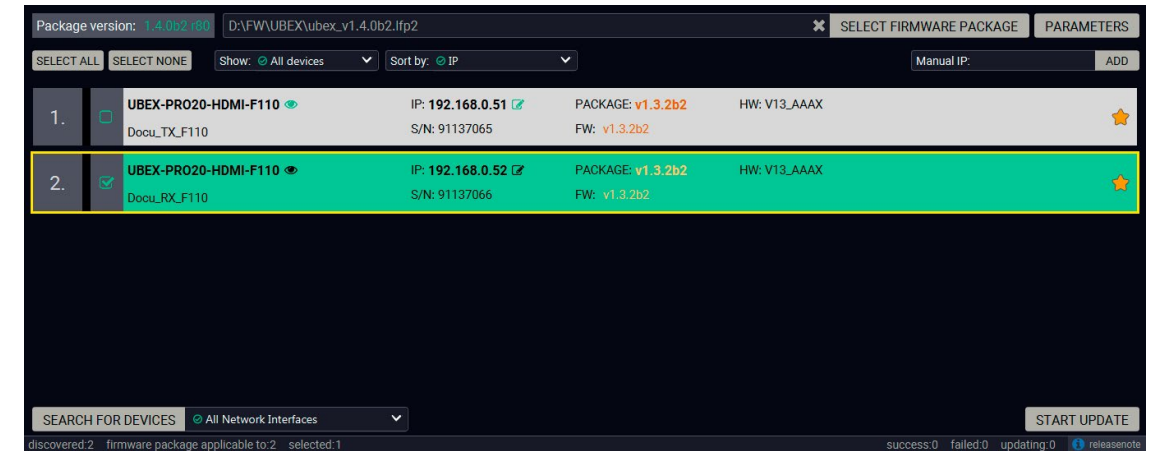 Package version: 1.4.0b2 r80 D:\FW\UBEX\ubex_v1.4.0b2.lfp2 SELECT FIRMWARE PACKAGE PARAMETERS
SELECT ALL SELECT NONE Show: All devices Sort by: IP Manual IP: ADD
1. UBEX-PRO20-HDMI-F110 IP: 192.168.0.51 PACKAGE: v1.3.2b2 HW: V13_AAAX
Docu_TX_F110 S/N: 91137065 FW: v1.3.2b2
2. UBEX-PRO20-HDMI-F110 IP: 192.168.0.52 PACKAGE: v1.3.2b2 HW: V13_AAAX
Docu_RX_F110 S/N: 91137066 FW: v1.3.2b2
SEARCH FOR DEVICES All Network Interfaces START UPDATE
discovered:2 firmware package applicable to:2 selected:1 success:0 failed:0 updating:0 releasenote